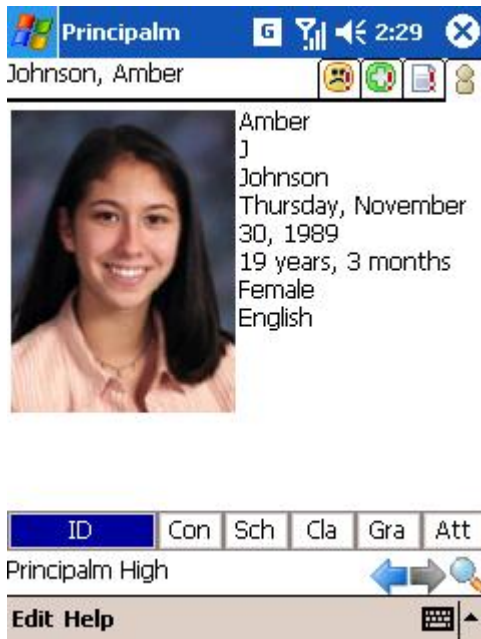 Principalm G 2:29
Johnson, Amber
Amber
J
Johnson
Thursday, November
30, 1989
19 years, 3 months
Female
English
ID Con Sch Cla Gra Att
Principalm High
Edit Help